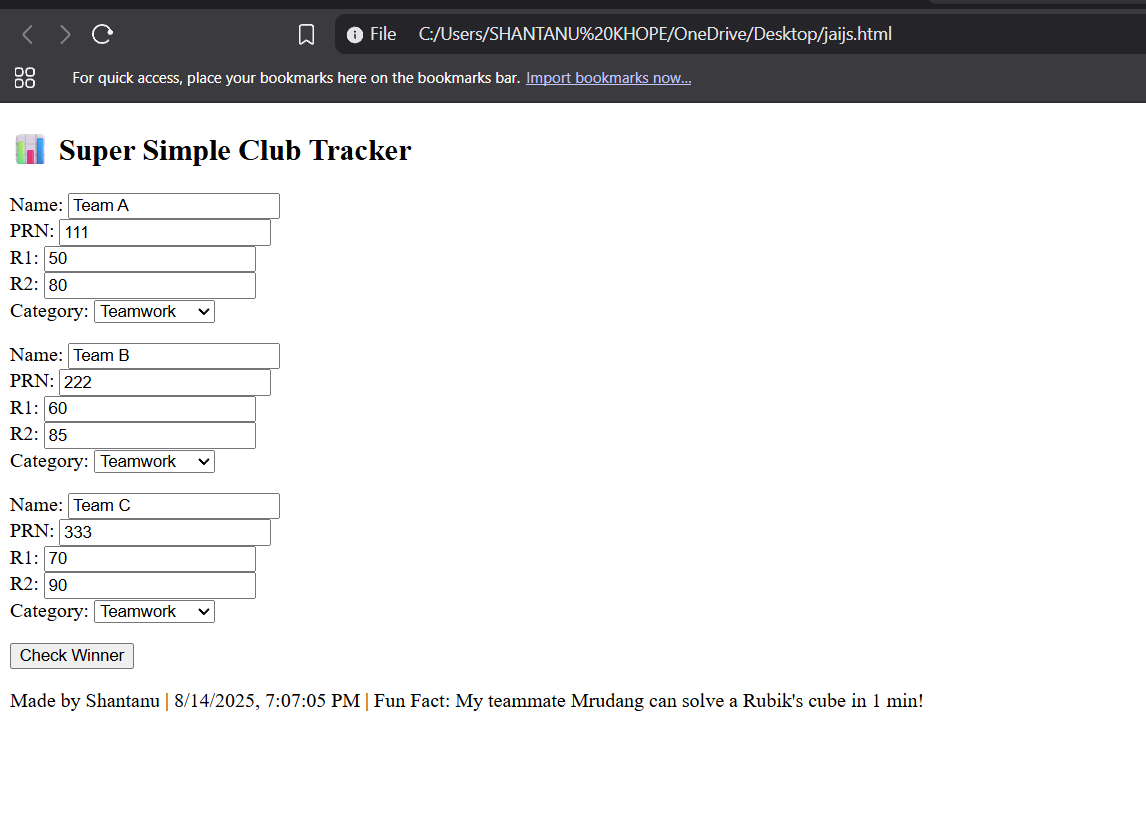 File C:/Users/SHANTANU%20KHOPE/OneDrive/Desktop/jaijs.html
For quick access, place your bookmarks here on the bookmarks bar. Import bookmarks now...
Super Simple Club Tracker
Name: Team A
PRN: 111
R1: 50
R2: 80
Category: Teamwork
Name: Team B
PRN: 222
R1: 60
R2: 85
Category: Teamwork
Name: Team C
PRN: 333
R1: 70
R2: 90
Category: Teamwork
Check Winner
Made by Shantanu | 8/14/2025, 7:07:05 PM | Fun Fact: My teammate Mrudang can solve a Rubik's cube in 1 min!